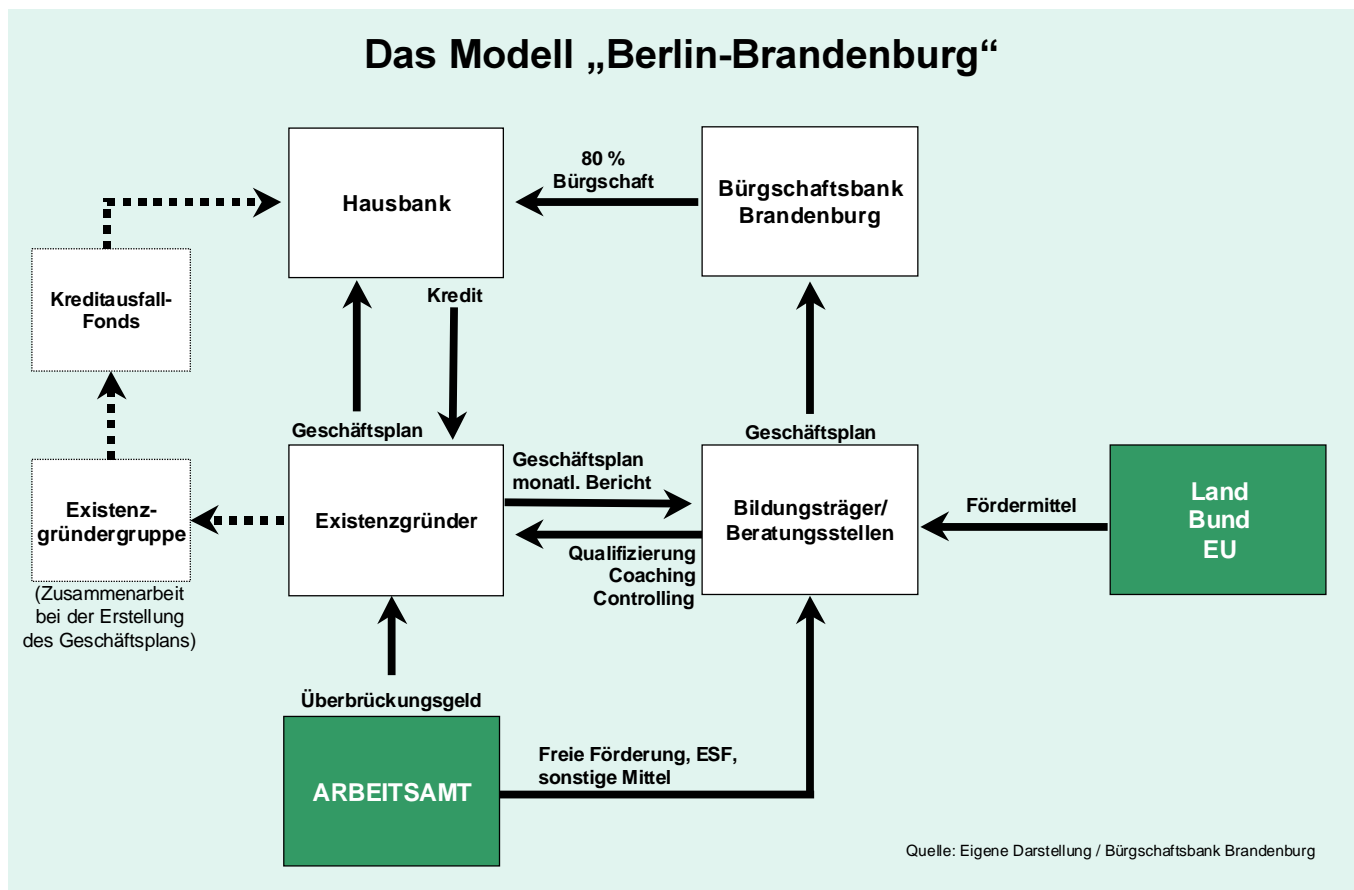 Das Modell „Berlin-Brandenburg“
Hausbank
80 %
Bürgschaft
Bürgschaftsbank
Brandenburg
Kreditausfall-
Fonds
Kredit
Geschäftsplan
Geschäftsplan
Existenz-
gründergruppe
(Zusammenarbeit
bei der Erstellung
des Geschäftsplans)
Existenzgründer
Geschäftsplan
monatl. Bericht
Qualifizierung
Coaching
Controlling
Bildungsträger/
Beratungsstellen
Fördermittel
Land
Bund
EU
Überbrückungsgeld
ARBEITSAMT
Freie Förderung, ESF,
sonstige Mittel
Quelle: Eigene Darstellung / Bürgschaftsbank Brandenburg